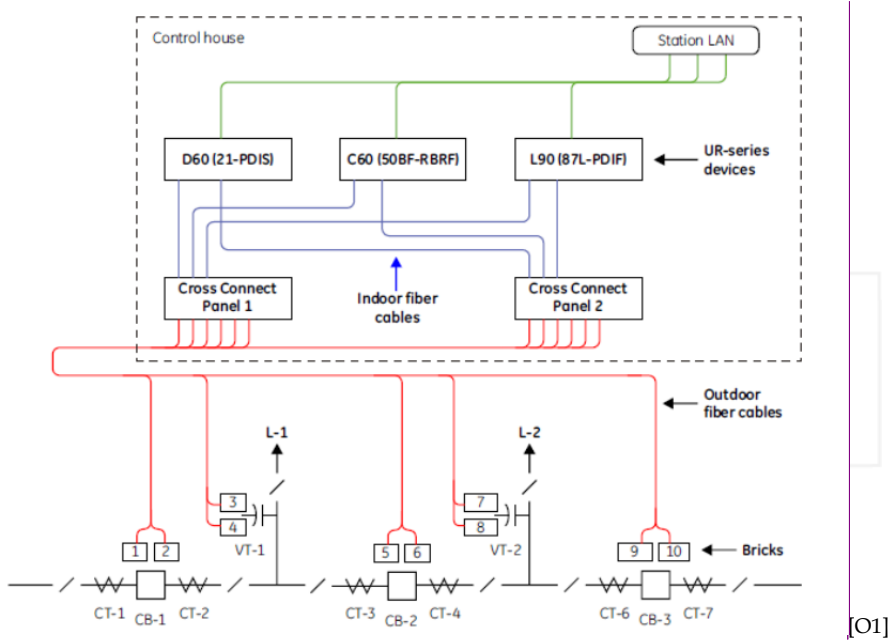 Control house
Station LAN
D60 (21-PDIS)
C60 (50BF-RBRF)
L90 (87L-PDIF)
UR-series
devices
Cross Connect
Panel 1
Indoor fiber
cables
Cross Connect
Panel 2
Outdoor
fiber cables
L-1
L-2
3
4
VT-1
7
8
VT-2
1
2
5
6
9
10
Bricks
CT-1
CB-1
CT-2
CT-3
CB-2
CT-4
CT-6
CB-3
CT-7
[O1]